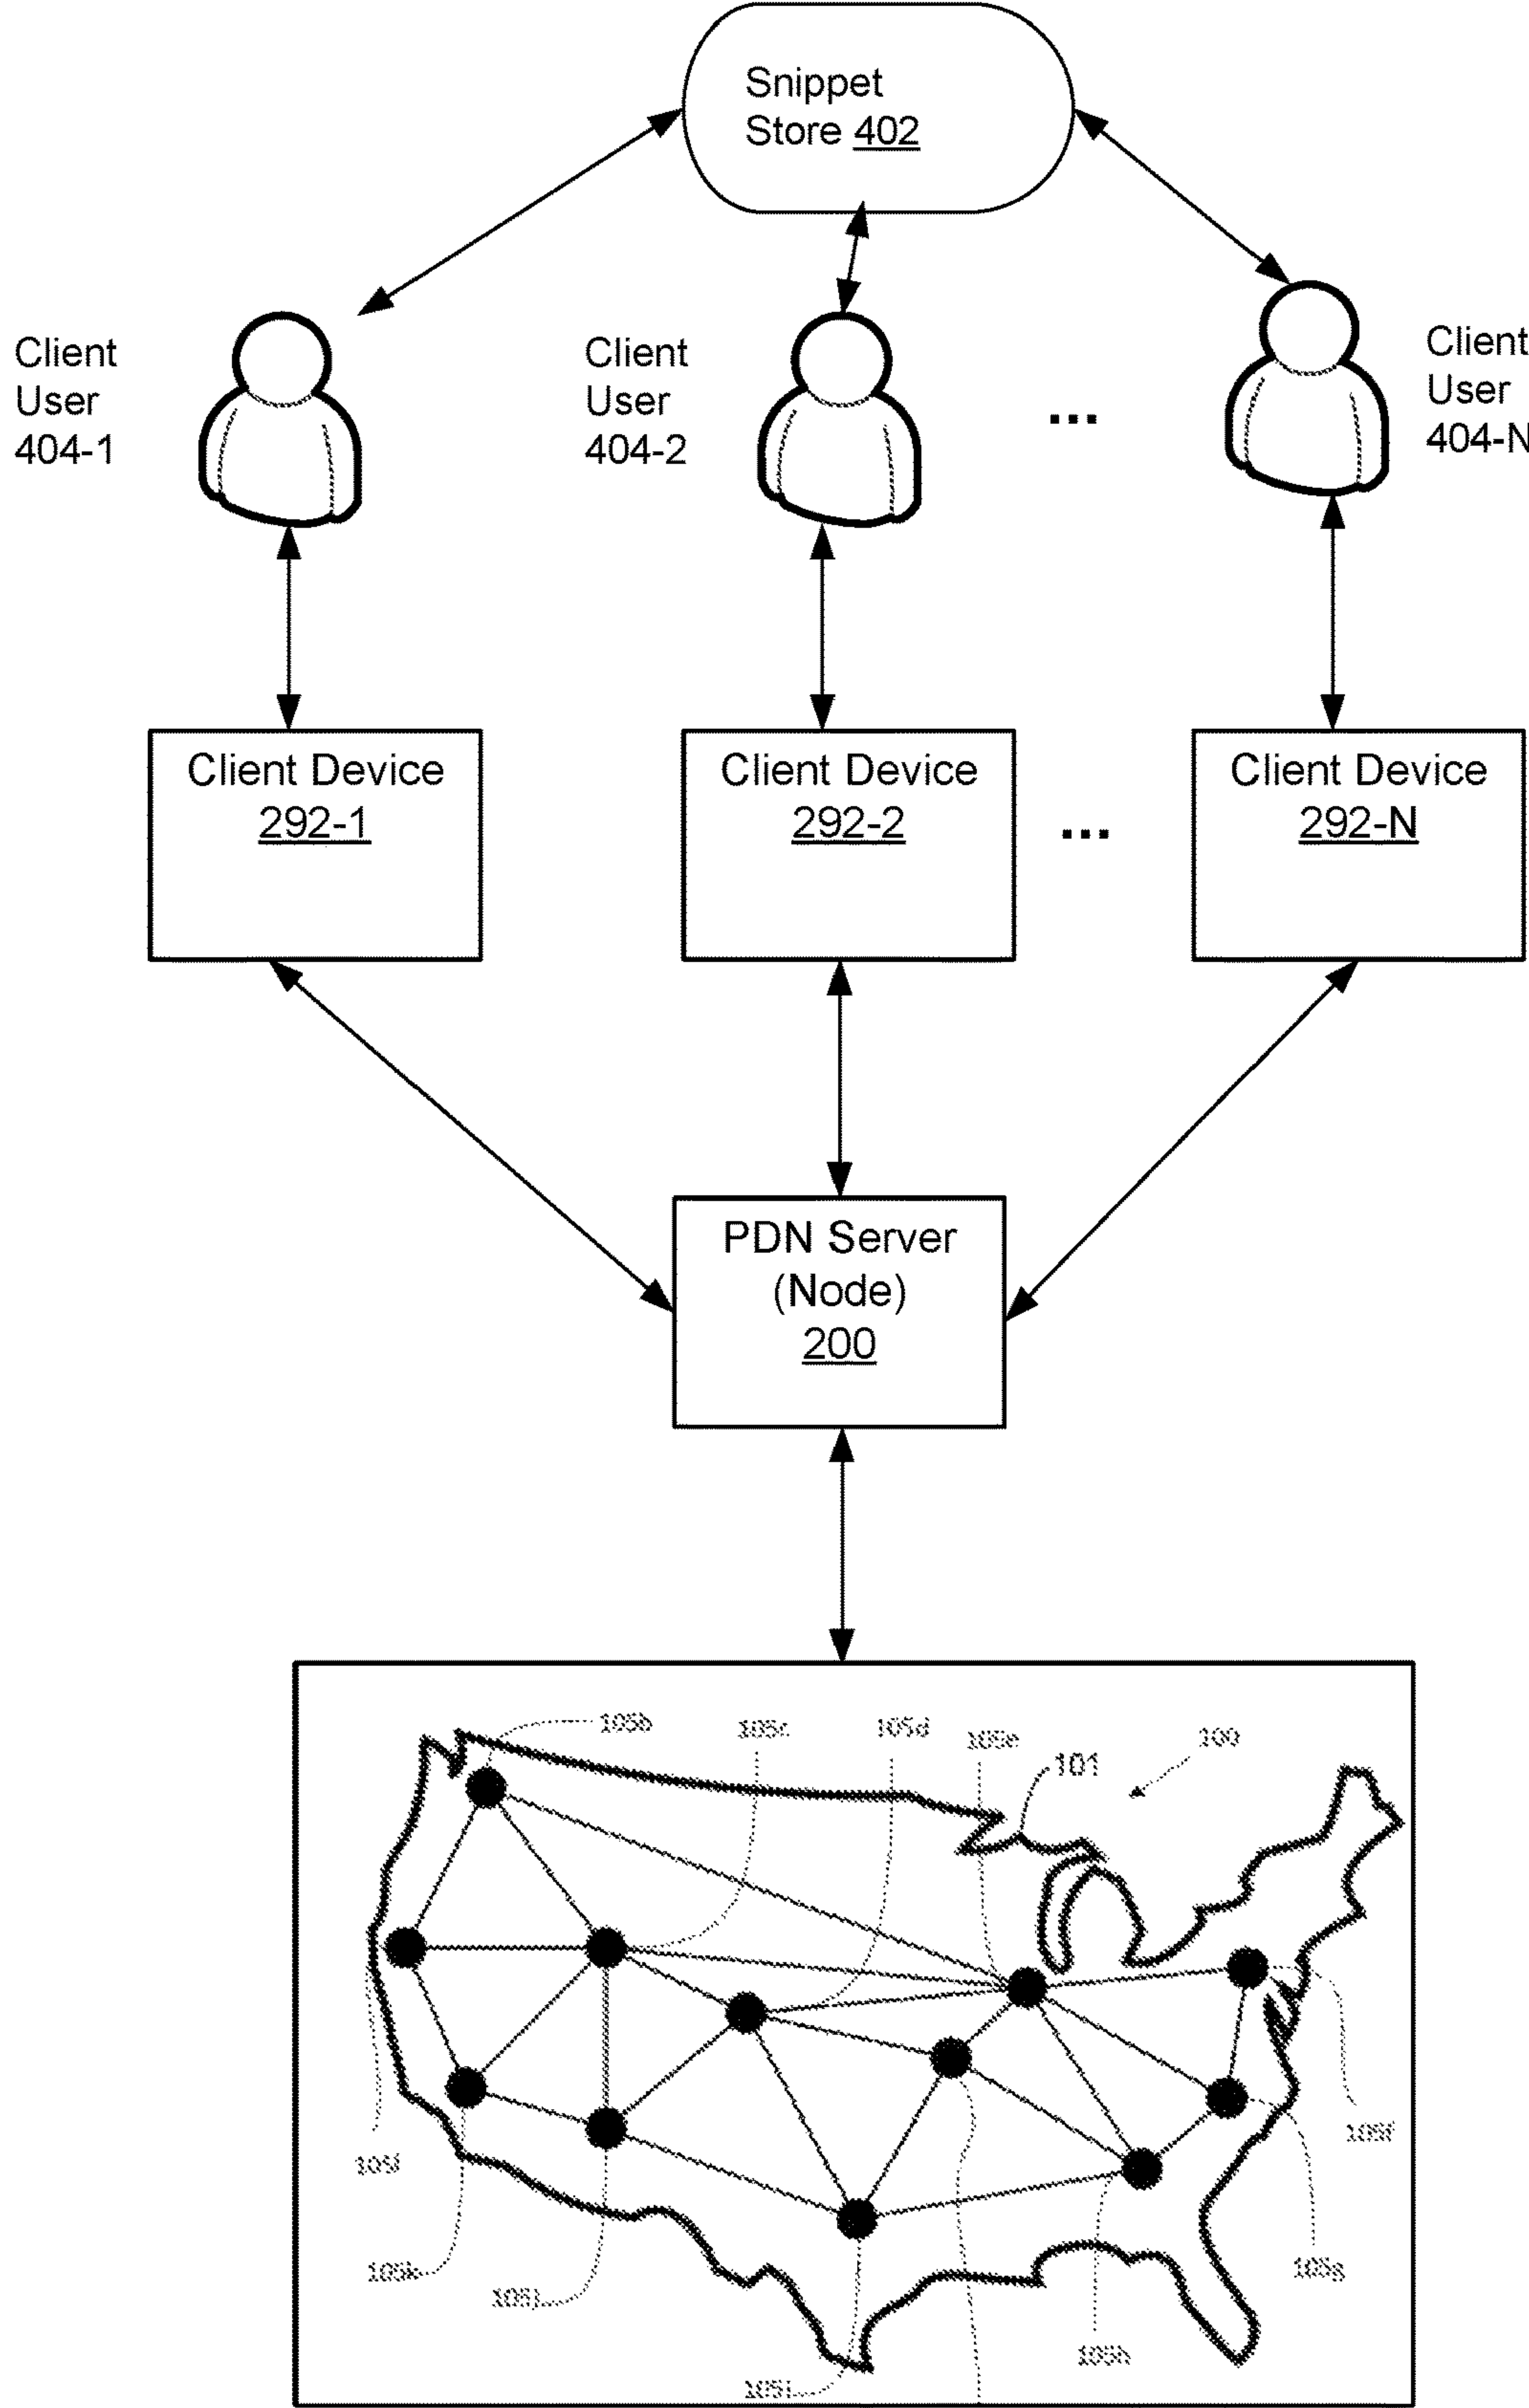 Snippet
Store 402
Client
User
404-1
Client
User
404-2
...
Client
User
404-N
Client Device
292-1
Client Device
292-2
...
Client Device
292-N
PDN Server
(Node)
200
105b
105c
105d
105e
101
100
105f
105k
105j
105g
105h